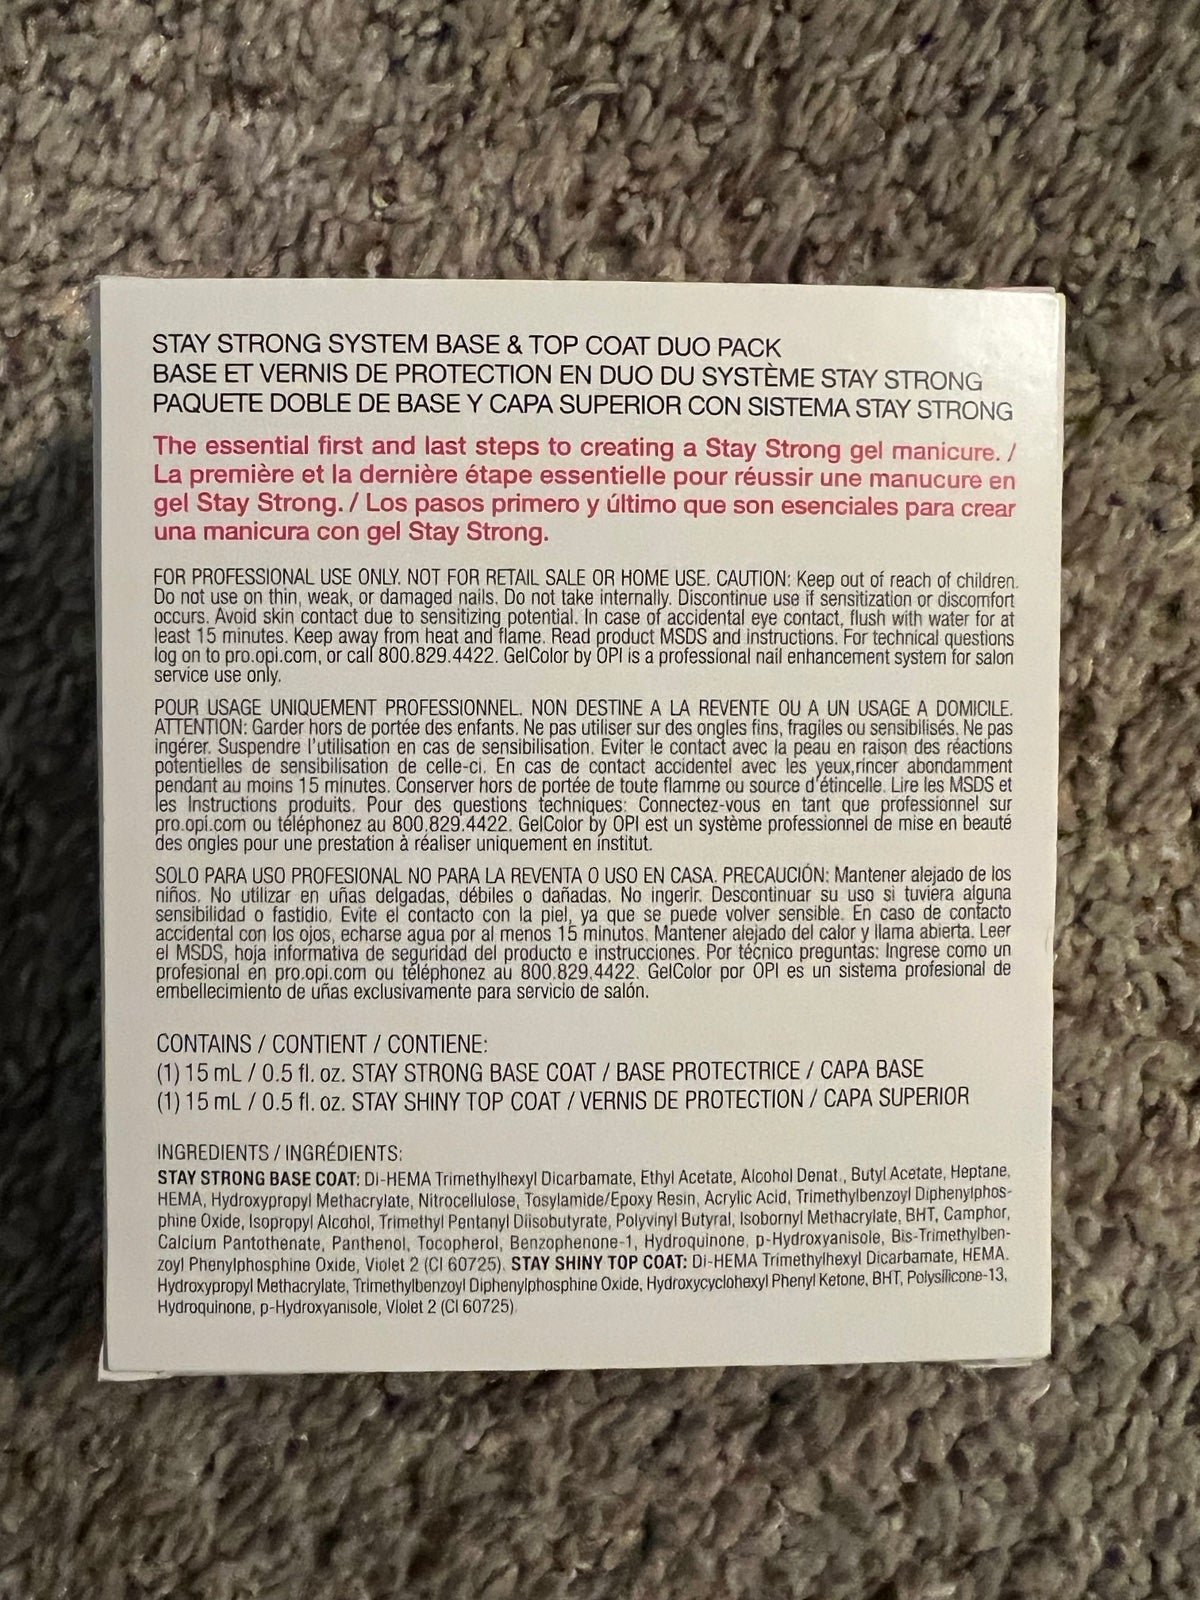 STAY STRONG SYSTEM BASE & TOP COAT DUO PACK
BASE ET VERNIS DE PROTECTION EN DUO DU SYSTÈME STAY STRONG
PAQUETE DOBLE DE BASE Y CAPA SUPERIOR CON SISTEMA STAY STRONG
The essential first and last steps to creating a Stay Strong gel manicure. /
La première et la dernière étape essentielle pour réussir une manucure en
gel Stay Strong. / Los pasos primero y último que son esenciales para crear
una manicura con gel Stay Strong.
FOR PROFESSIONAL USE ONLY. NOT FOR RETAIL SALE OR HOME USE. CAUTION: Keep out of reach of children.
Do not use on thin, weak, or damaged nails. Do not take internally. Discontinue use if sensitization or discomfort
occurs. Avoid skin contact due to sensitizing potential. In case of accidental eye contact, flush with water for at
least 15 minutes. Keep away from heat and flame. Read product MSDS and instructions. For technical questions
log on to pro.opi.com, or call 800.829.4422. GelColor by OPI is a professional nail enhancement system for salon
service use only.
POUR USAGE UNIQUEMENT PROFESSIONNEL. NON DESTINE A LA REVENTE OU A UN USAGE A DOMICILE.
ATTENTION: Garder hors de portée des enfants. Ne pas utiliser sur des ongles fins, fragiles ou sensibilisés. Ne pas
ingérer. Suspendre l'utilisation en cas de sensibilisation. Eviter le contact avec la peau en raison des réactions
potentielles de sensibilisation de celle-ci. En cas de contact accidentel avec les yeux,rincer abondamment
pendant au moins 15 minutes. Conserver hors de portée de toute flamme ou source d'étincelle. Lire les MSDS et
les Instructions produits. Pour des questions techniques: Connectez-vous en tant que professionnel sur
pro.opi.com ou téléphonez au 800.829.4422. GelColor by OPI est un système professionnel de mise en beauté
des ongles pour une prestation à réaliser uniquement en institut.
SOLO PARA USO PROFESIONAL NO PARA LA REVENTA O USO EN CASA. PRECAUCIÓN: Mantener alejado de los
niños. No utilizar en uñas delgadas, débiles o dañadas. No ingerir. Descontinuar su uso si tuviera alguna
sensibilidad o fastidio. Evite el contacto con la piel, ya que se puede volver sensible. En caso de contacto
accidental con los ojos, echarse agua por al menos 15 minutos. Mantener alejado del calor y llama abierta. Leer
el MSDS, hoja informativa de seguridad del producto e instrucciones. Por técnico preguntas: Ingrese como un
profesional en pro.opi.com ou téléphonez au 800.829.4422. GelColor por OPI es un sistema profesional de
embellecimiento de uñas exclusivamente para servicio de salón.
CONTAINS / CONTIENT / CONTIENE:
(1) 15 mL / 0.5 fl. oz. STAY STRONG BASE COAT / BASE PROTECTRICE / CAPA BASE
(1) 15 mL / 0.5 fl. oz. STAY SHINY TOP COAT / VERNIS DE PROTECTION / CAPA SUPERIOR
INGREDIENTS / INGRÉDIENTS:
STAY STRONG BASE COAT: Di-HEMA Trimethylhexyl Dicarbamate, Ethyl Acetate, Alcohol Denat., Butyl Acetate, Heptane,
HEMA, Hydroxypropyl Methacrylate, Nitrocellulose, Tosylamide/Epoxy Resin, Acrylic Acid, Trimethylbenzoyl Diphenylphos-
phine Oxide, Isopropyl Alcohol, Trimethyl Pentanyl Diisobutyrate, Polyvinyl Butyral, Isobornyl Methacrylate, BHT, Camphor,
Calcium Pantothenate, Panthenol, Tocopherol, Benzophenone-1, Hydroquinone, p-Hydroxyanisole, Bis-Trimethylben-
zoyl Phenylphosphine Oxide, Violet 2 (CI 60725). STAY SHINY TOP COAT: Di-HEMA Trimethylhexyl Dicarbamate, HEMA,
Hydroxypropyl Methacrylate, Trimethylbenzoyl Diphenylphosphine Oxide, Hydroxycyclohexyl Phenyl Ketone, BHT, Polysilicone-13,
Hydroquinone, p-Hydroxyanisole, Violet 2 (CI 60725).